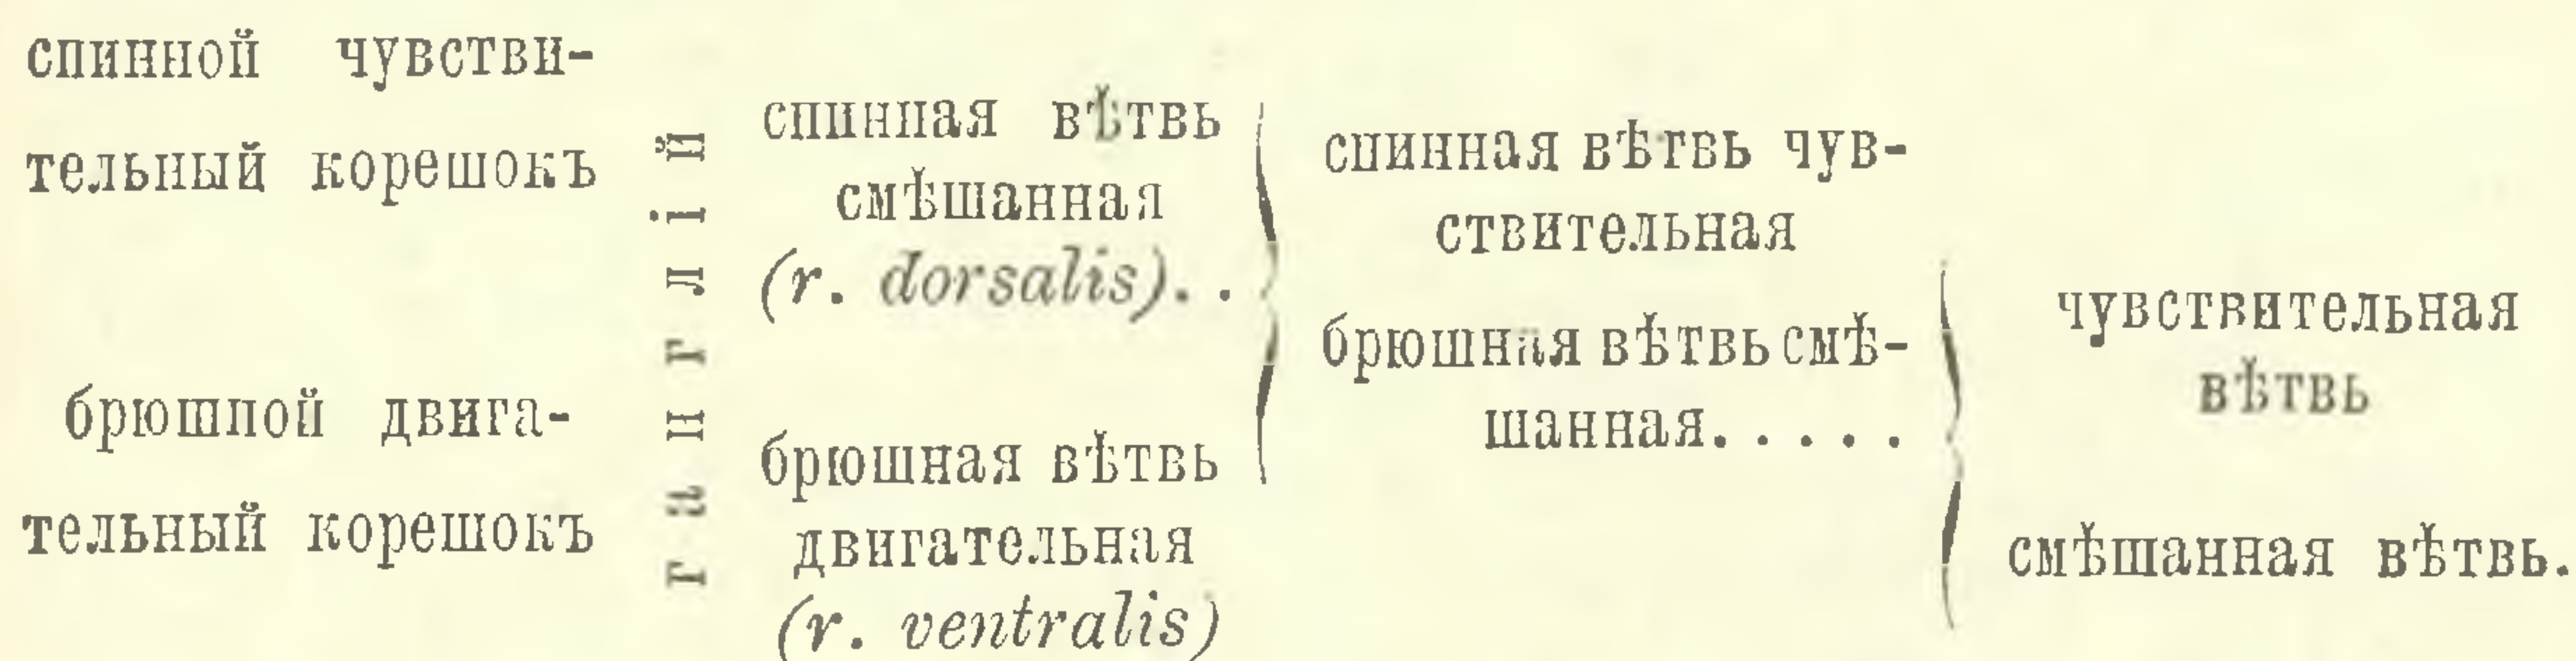 спинной чувстви-
тельный корешокъ
брюшной двига-
тельный корешокъ
ганглій
спинная вѣтвь
смѣшанная
(r. dorsalis). .
брюшная вѣтвь
двигательная
(r. ventralis)
спинная вѣтвь чув-
ствительная
брюшная вѣтвь смѣ-
шанная. . . . .
чувствительная
вѣтвь
смѣшанная вѣтвь.